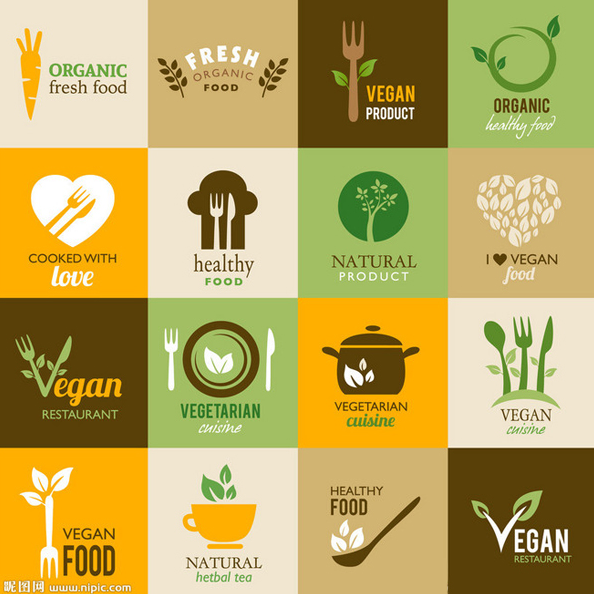 ORGANIC
fresh food
FRESH
ORGANIC
FOOD
VEGAN
PRODUCT
ORGANIC
healthy food
COOKED WITH
love
healthy
FOOD
NATURAL
PRODUCT
I ♥ VEGAN
food
Vegan
RESTAURANT
VEGETARIAN
cuisine
VEGETARIAN
cuisine
VEGAN
cuisine
VEGAN
FOOD
NATURAL
hetbal tea
HEALTHY
FOOD
VEGAN
RESTAURANT
昵图网
www.nipic.com